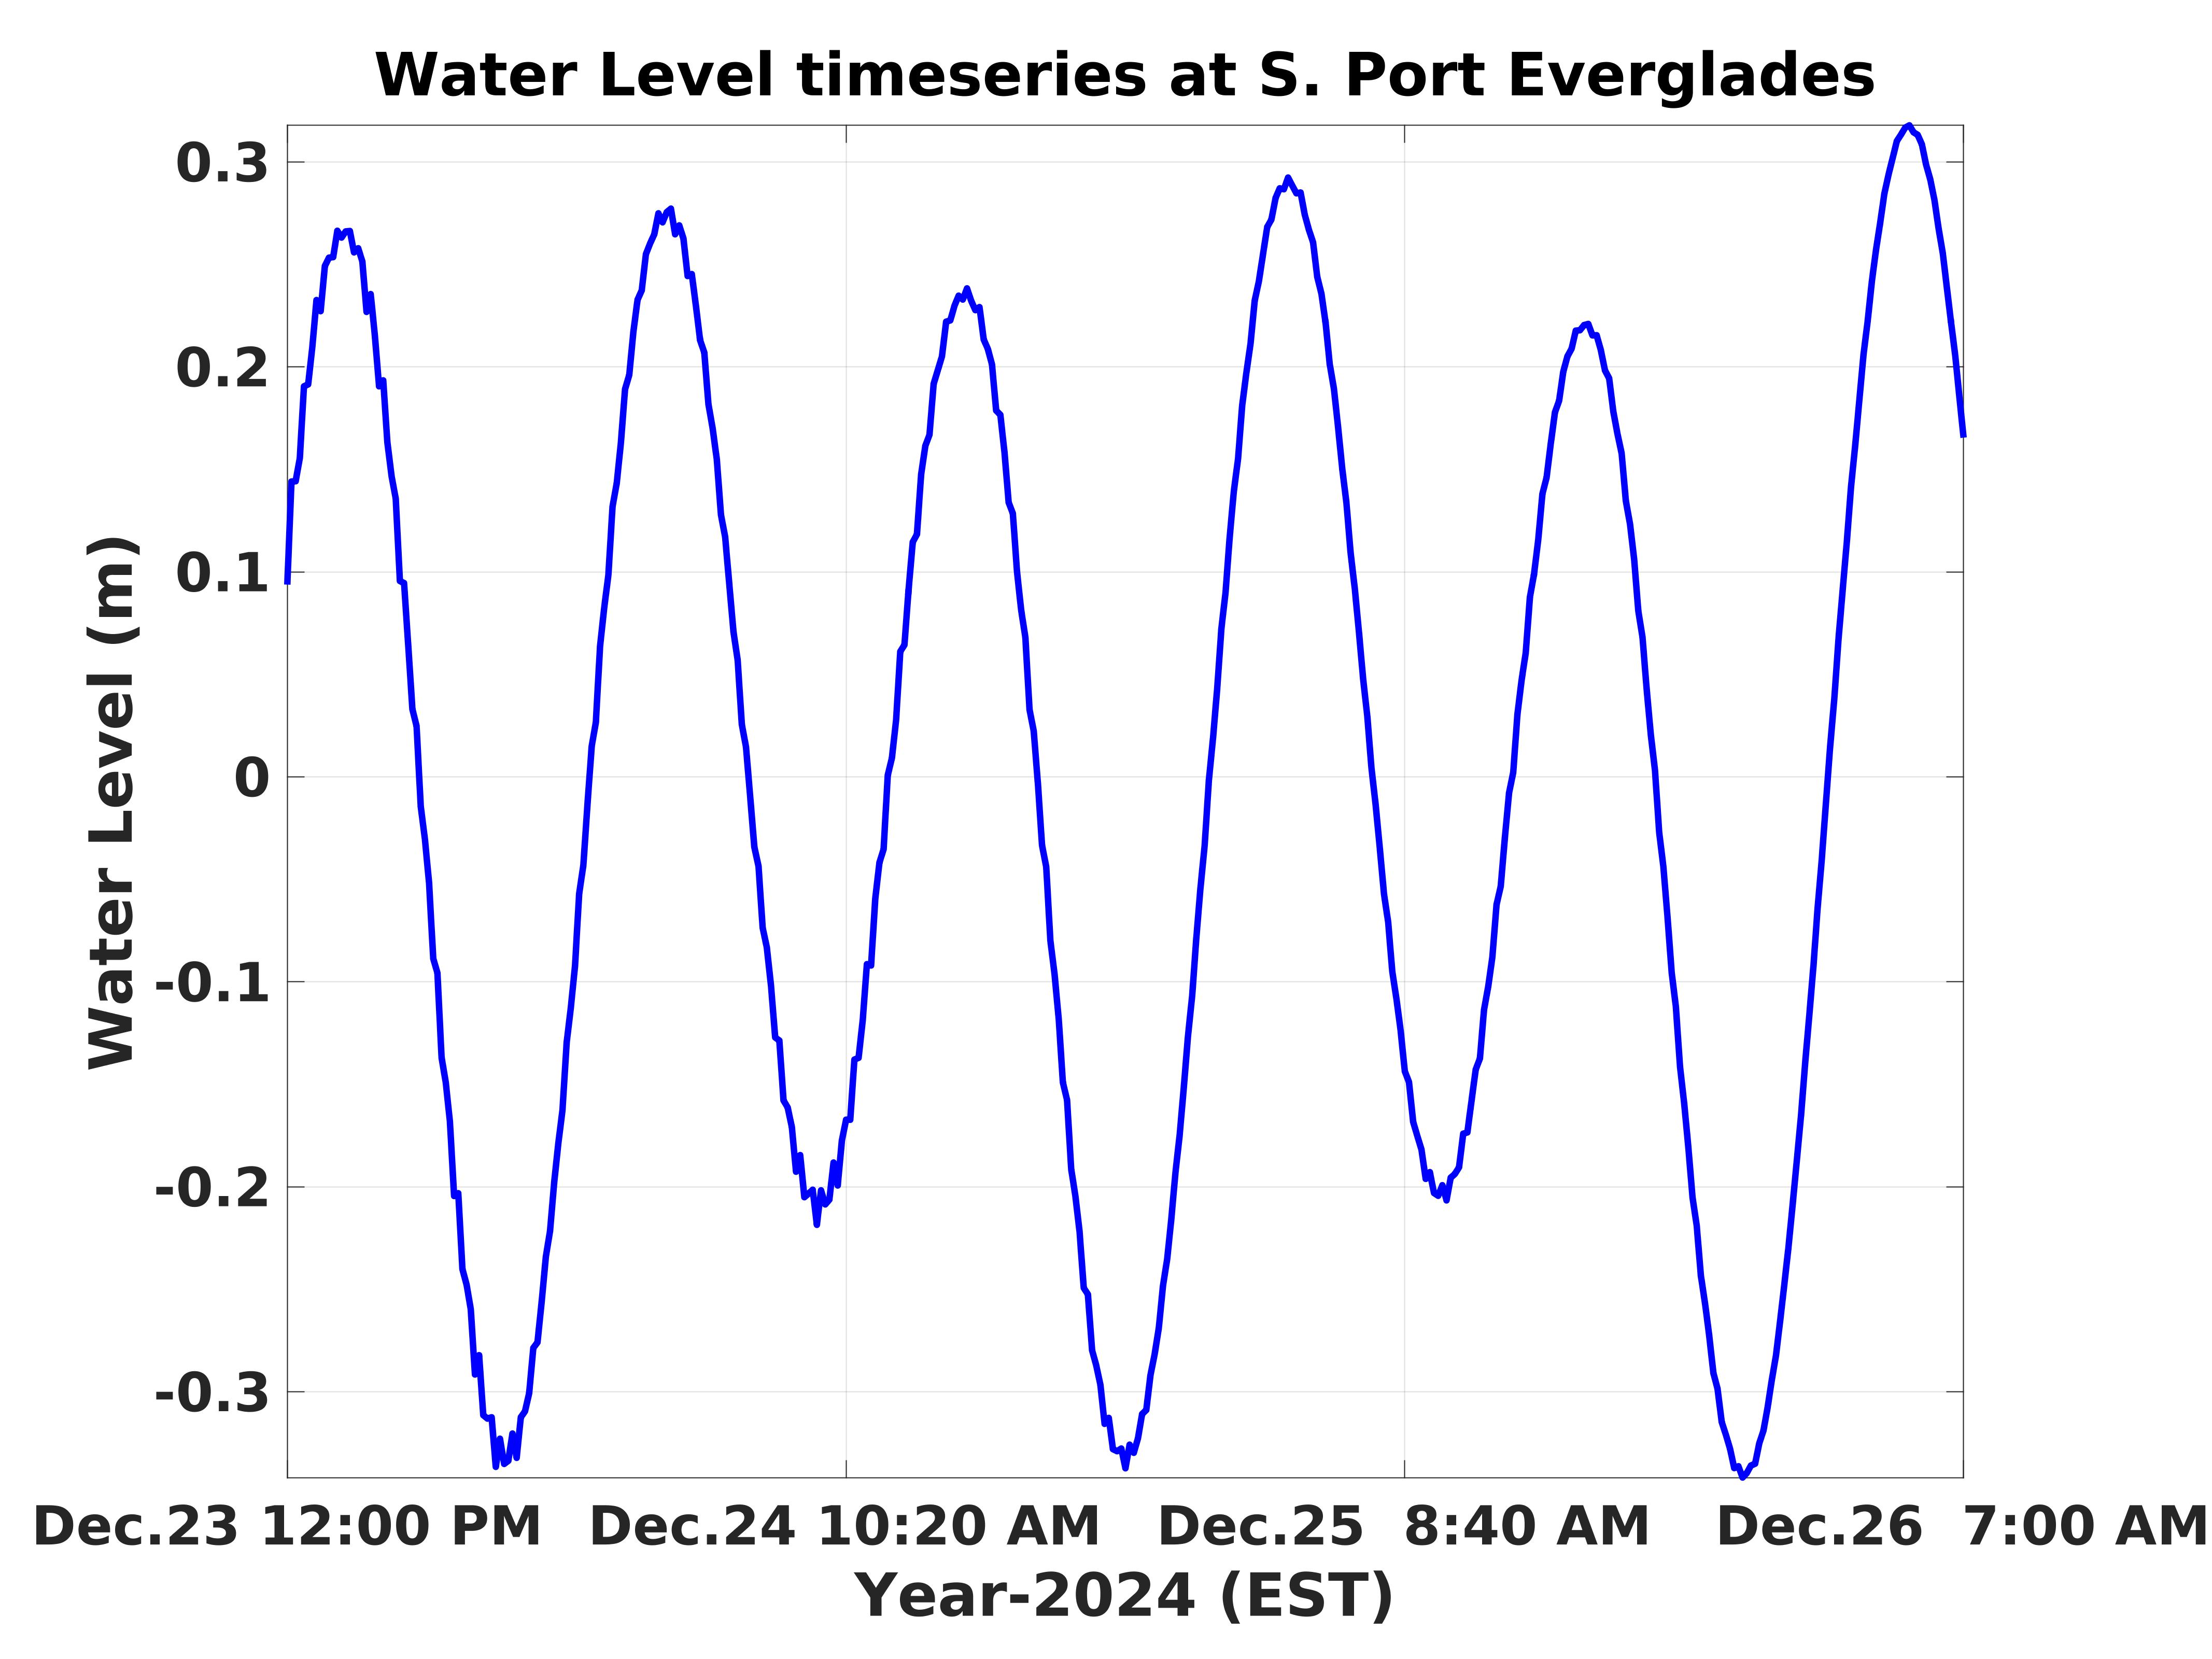 Water Level timeseries at S. Port Everglades
0.3
0.2
0.1
0
-0.1
-0.2
-0.3
Water Level (m)
Dec.23 12:00 PM Dec.24 10:20 AM Dec.25 8:40 AM Dec.26 7:00 AM
Year-2024 (EST)